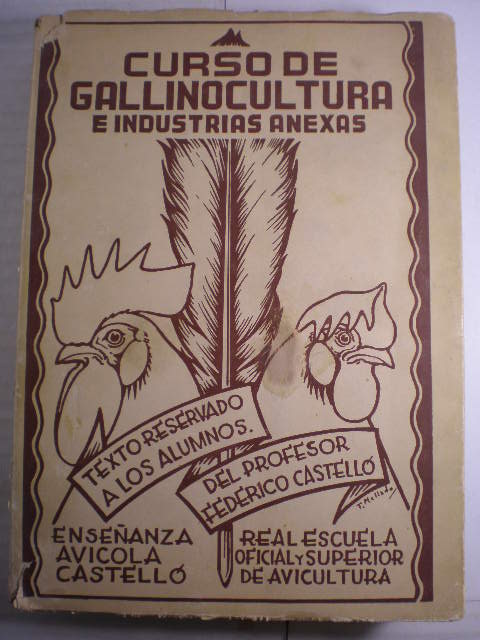 CURSO DE
GALLINOCULTURA
E INDUSTRIAS ANEXAS
TEXTO RESERVADO
A LOS ALUMNOS.
DEL PROFESOR
FEDERICO CASTELLÓ
T. Mellado
ENSEÑANZA
AVICOLA
CASTELLÓ
REAL ESCUELA
OFICIAL Y SUPERIOR
DE AVICULTURA